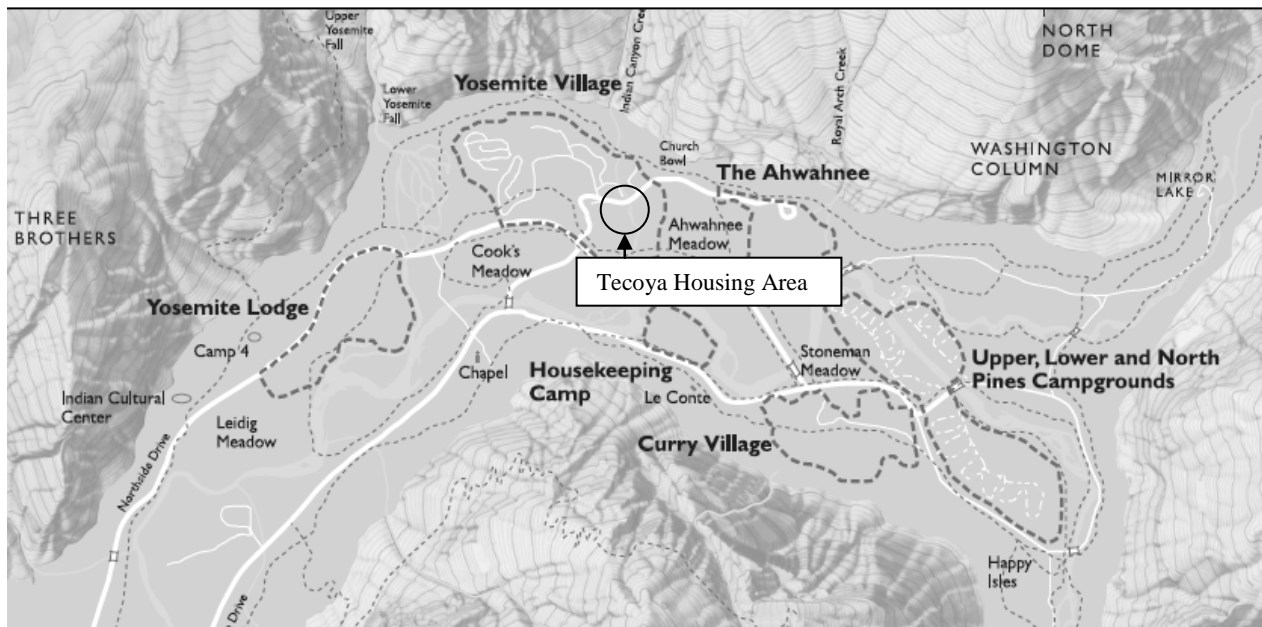 Upper
Yosemite
Fall
Indian Canyon Creek
NORTH
DOME
Yosemite Village
Lower
Yosemite
Fall
Royal Arch Creek
Church
Bowl
The Ahwahnee
WASHINGTON
COLUMN
MIRROR
LAKE
THREE
BROTHERS
Ahwahnee
Meadow
Cook's
Meadow
Tecoya Housing Area
Yosemite Lodge
Camp 4
Chapel
Housekeeping
Camp
Stoneman
Meadow
Upper, Lower and North
Pines Campgrounds
Indian Cultural
Center
Le Conte
Leidig
Meadow
Curry Village
Northside Drive
Happy
Isles
Drive